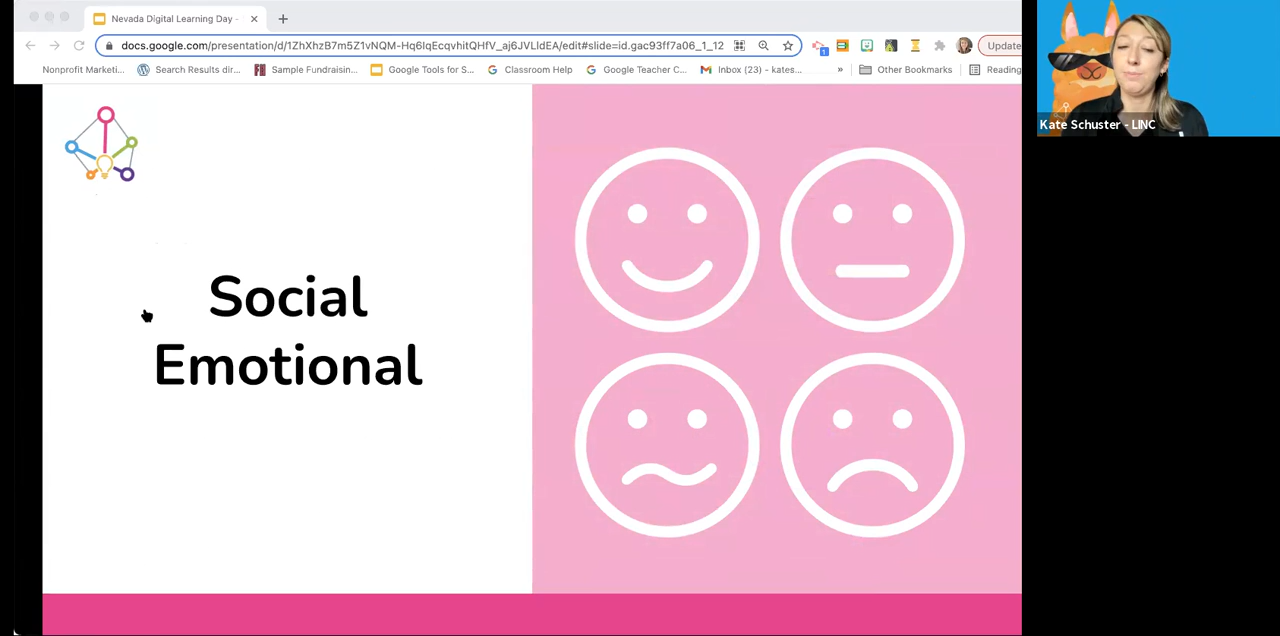 Nevada Digital Learning Day -
docs.google.com/presentation/d/1ZhXhzB7m5Z1vNQM-Hq6IqEcqvhitQHfV_aj6JVLIdEA/edit#slide=id.gac93ff7a06_1_12
1
Update
Nonprofit Marketi...
Search Results dir...
Sample Fundraisin...
Google Tools for S...
Classroom Help
Google Teacher C...
Inbox (23) - kates...
»
Other Bookmarks
Reading
Kate Schuster - LINC
Social
Emotional